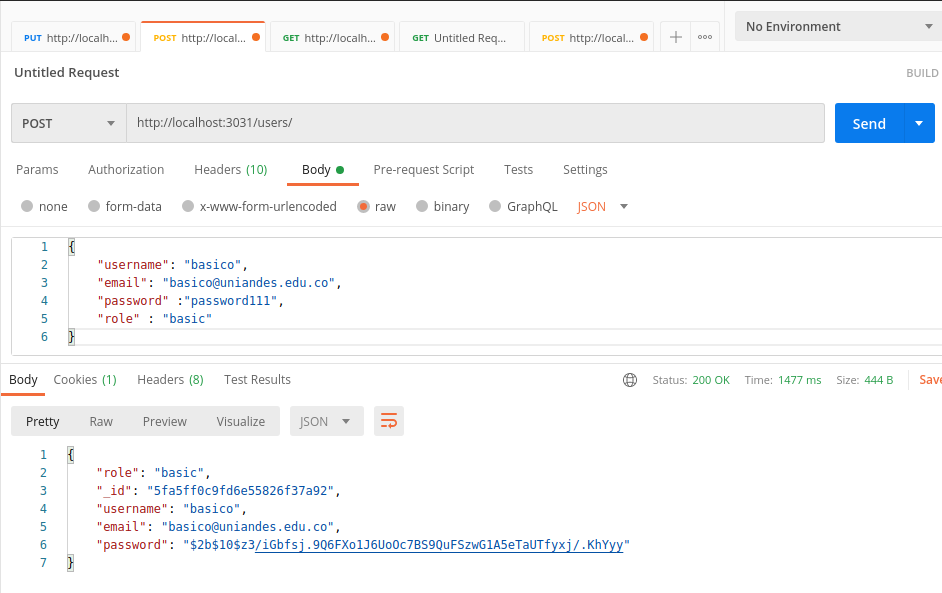 PUT http://localh...
POST http://local...
GET http://localh...
GET Untitled Req...
POST http://local...
No Environment
Untitled Request
BUILD
POST
http://localhost:3031/users/
Send
Params Authorization Headers (10) Body Pre-request Script Tests Settings
none form-data x-www-form-urlencoded raw binary GraphQL JSON
1 {
2 "username": "basico",
3 "email": "basico@uniandes.edu.co",
4 "password" :"password111",
5 "role" : "basic"
6 }
Body Cookies (1) Headers (8) Test Results Status: 200 OK Time: 1477 ms Size: 444 B Save
Pretty Raw Preview Visualize JSON
1 {
2 "role": "basic",
3 "_id": "5fa5ff0c9fd6e55826f37a92",
4 "username": "basico",
5 "email": "basico@uniandes.edu.co",
6 "password": "$2b$10$z3/iGbfsj.9Q6FXo1J6UoOc7BS9QuFSzwG1A5eTaUTfyxj/.KhYyy"
7 }